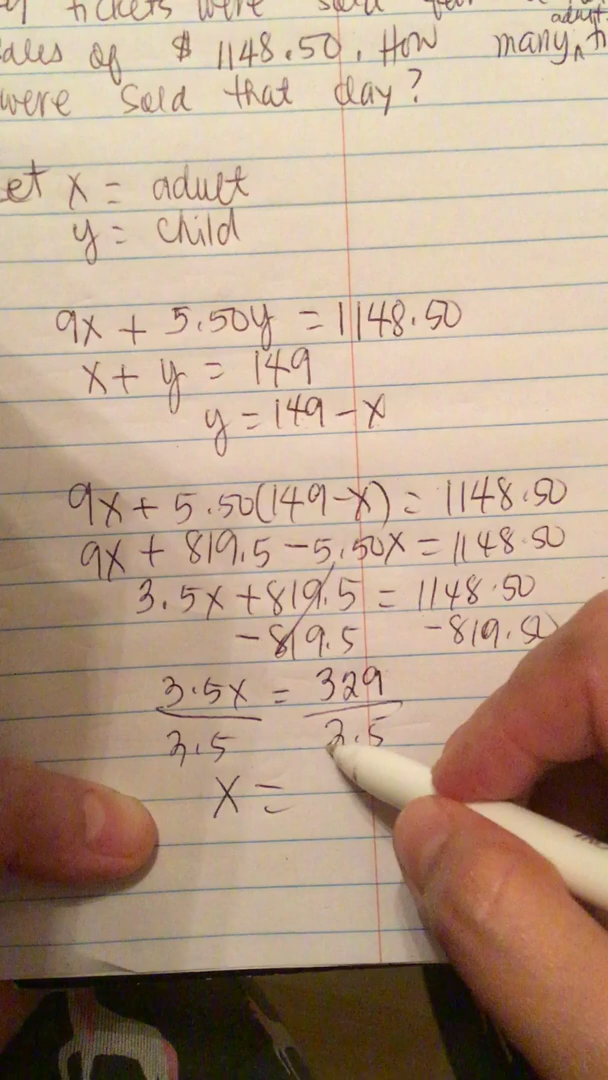 tickets were sold
sales of $ 1148.50. How many adult
were sold that day?
et x = adult
y = child
9x + 5.50y = 1148.50
x + y = 149
y = 149 - x
9x + 5.50(149-x) = 1148.50
9x + 819.5 - 5.50x = 1148.50
3.5x + 819.5 = 1148.50
-819.5 -819.50
3.5x = 329
3.5 3.5
x =